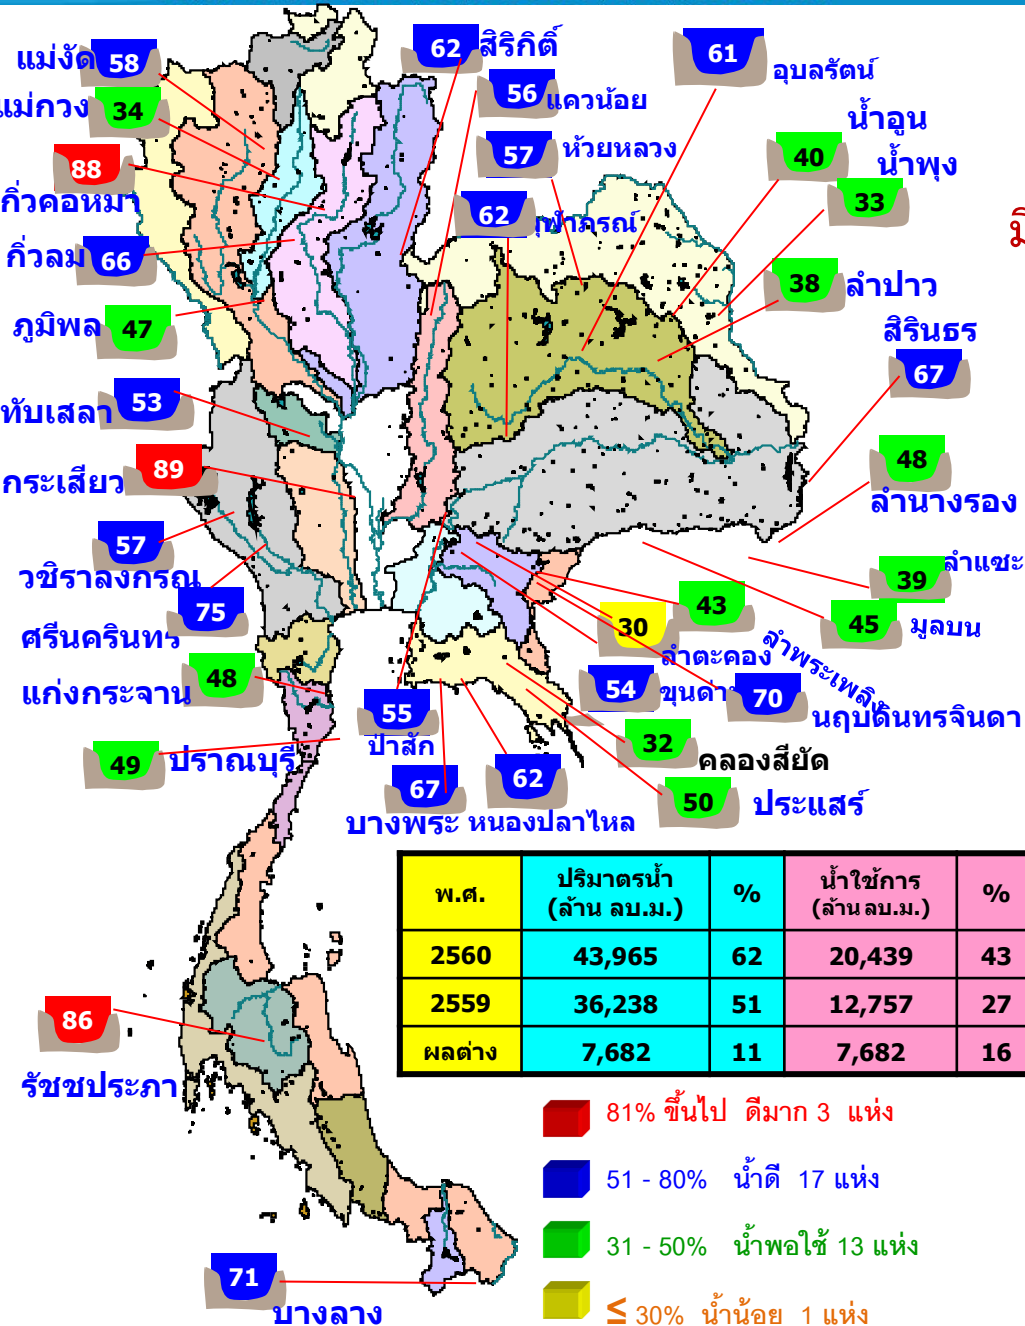 62 สิริกิติ์
แม่งัด 58
61 อุบลรัตน์
56 แควน้อย
แม่กวง 34
น้ำอูน
57 ห้วยหลวง
40 น้ำพุง
88
33
กิ่วคอหมา
62 จุฬาภรณ์
มิ
กิ่วลม 66
38 ลำปาว
ภูมิพล 47
สิรินธร
67
ทับเสลา 53
กระเสียว 89
48
ลำนางรอง
57
วชิราลงกรณ
ลำแซะ
39
75
43
45 มูลบน
ศรีนครินทร์
30
ลำตะคอง
ลำพระเพลิง
แก่งกระจาน 48
54 ขุนด่าน
70 นฤบดินทรจินดา
55
ป่าสัก
32
คลองสียัด
49 ปราณบุรี
67
62
50 ประแสร์
บางพระ หนองปลาไหล
พ.ศ. ปริมาตรน้ำ (ล้าน ลบ.ม.) % น้ำใช้การ (ล้าน ลบ.ม.) %
2560 43,965 62 20,439 43
2559 36,238 51 12,757 27
ผลต่าง 7,682 11 7,682 16
86
รัชชประภา
81% ขึ้นไป ดีมาก 3 แห่ง
51 - 80% น้ำดี 17 แห่ง
31 - 50% น้ำพอใช้ 13 แห่ง
≤ 30% น้ำน้อย 1 แห่ง
71
บางลาง